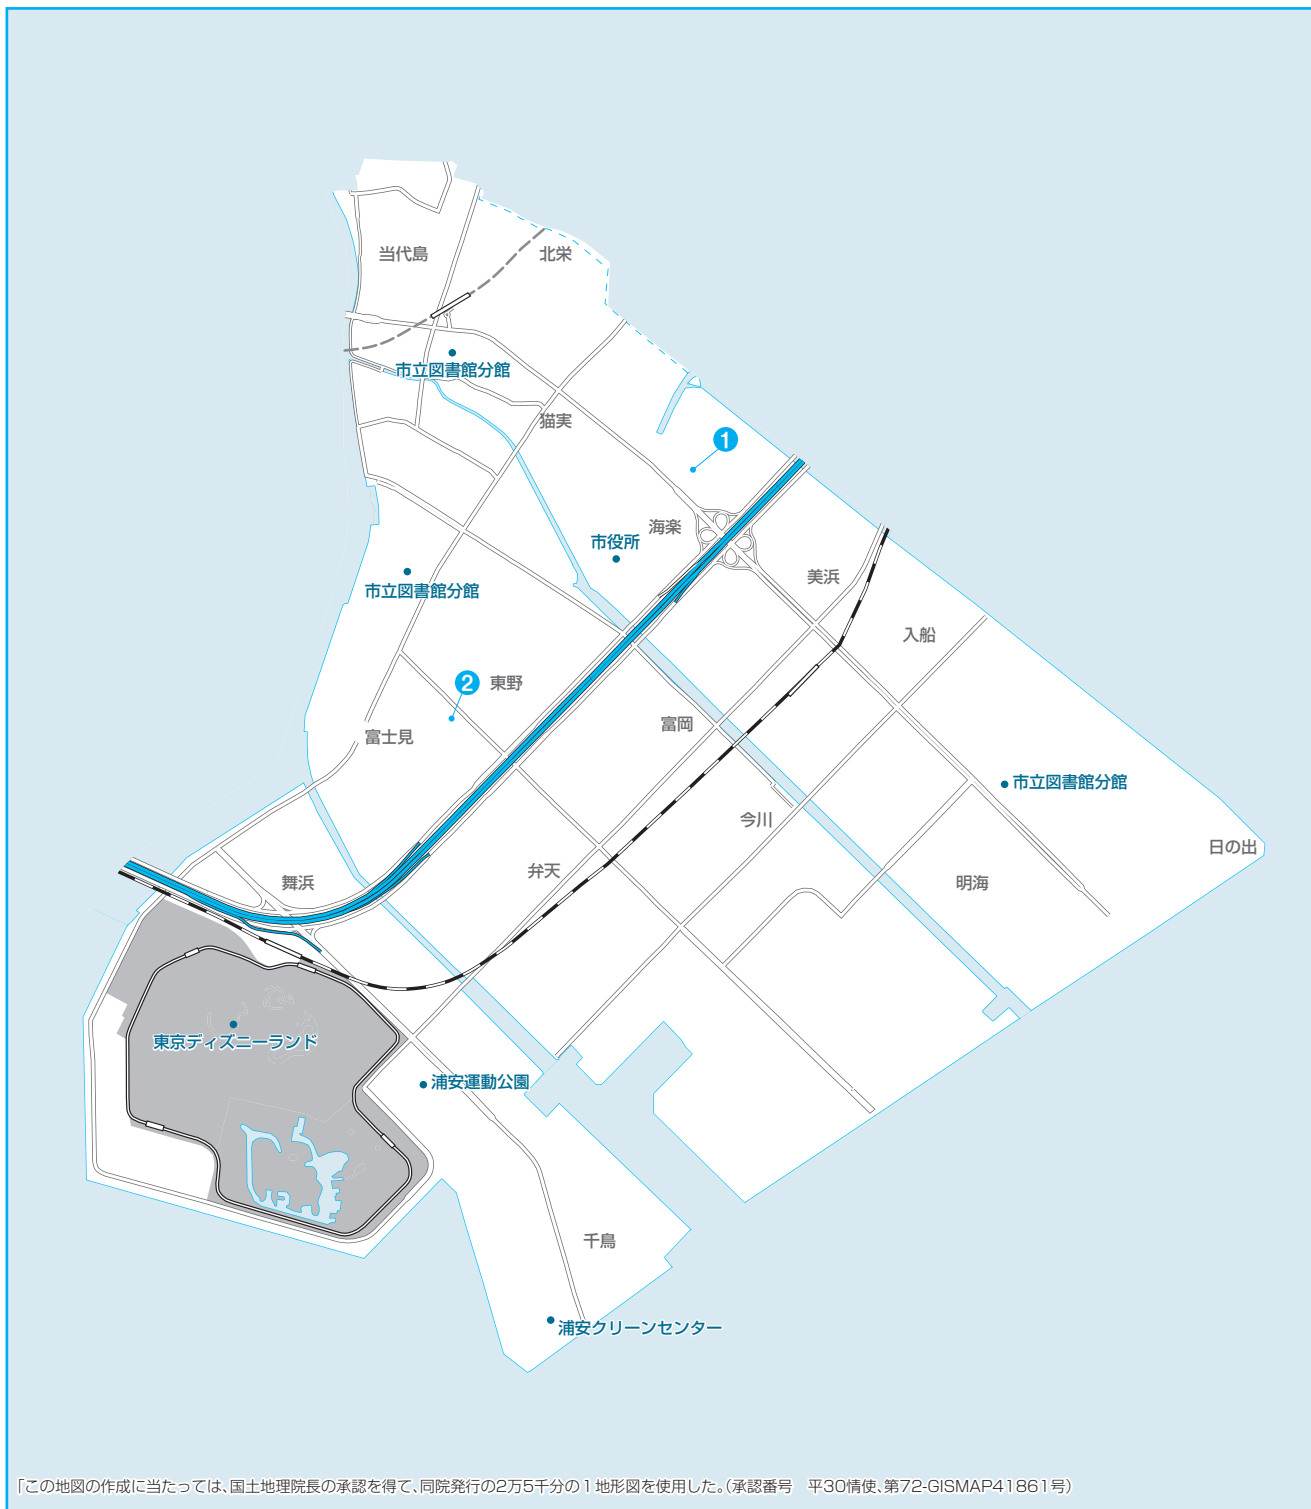 当代島
北栄
市立図書館分館
猫実
1
海楽
市役所
美浜
市立図書館分館
入船
2
東野
富岡
富士見
市立図書館分館
今川
日の出
弁天
舞浜
明海
東京ディズニーランド
浦安運動公園
千鳥
浦安クリーンセンター
「この地図の作成に当たっては、国土地理院長の承認を得て、同院発行の2万5千分の1地形図を使用した。（承認番号　平30情使、第72-GISMAP41861号）